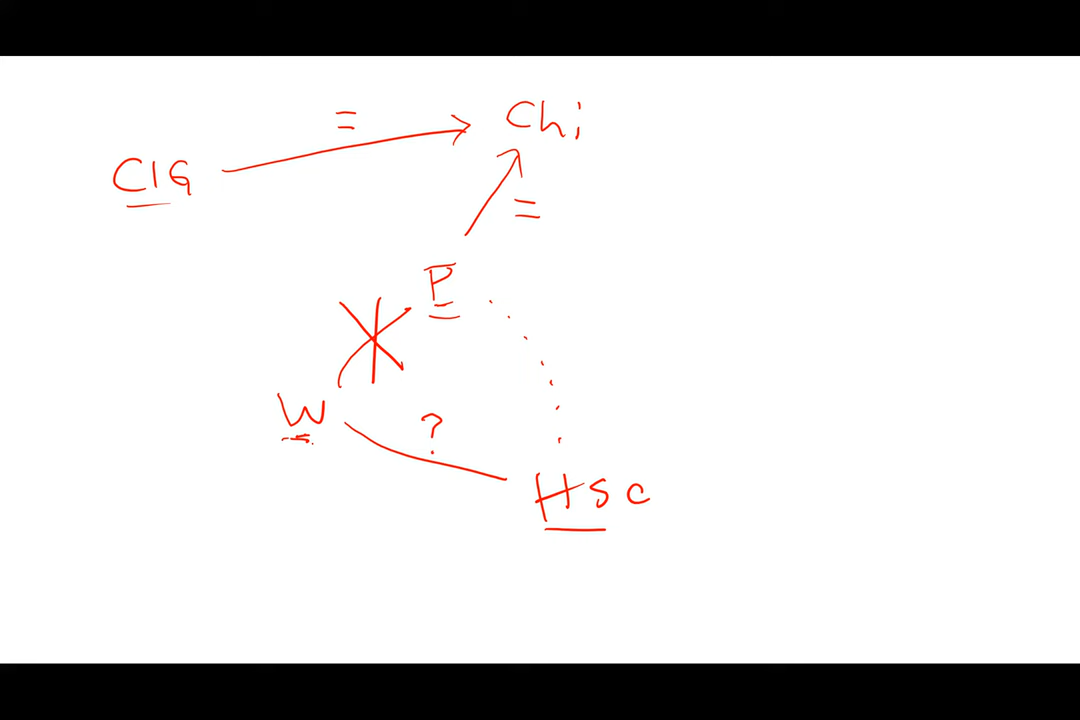 =
Chi
CIG
=
P
W
?
HSC